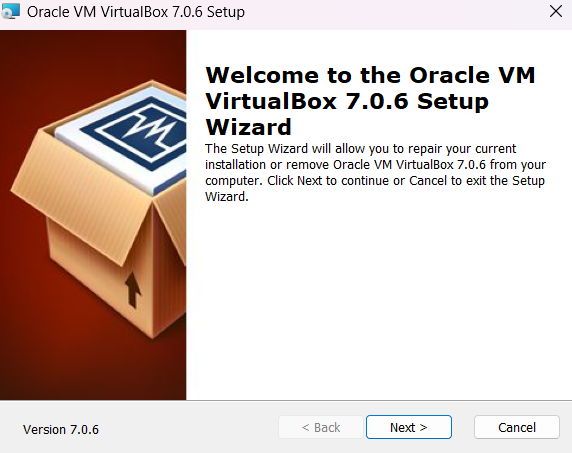 Oracle VM VirtualBox 7.0.6 Setup
Welcome to the Oracle VM
VirtualBox 7.0.6 Setup
Wizard
The Setup Wizard will allow you to repair your current
installation or remove Oracle VM VirtualBox 7.0.6 from your
computer. Click Next to continue or Cancel to exit the Setup
Wizard.
Version 7.0.6
< Back
Next >
Cancel